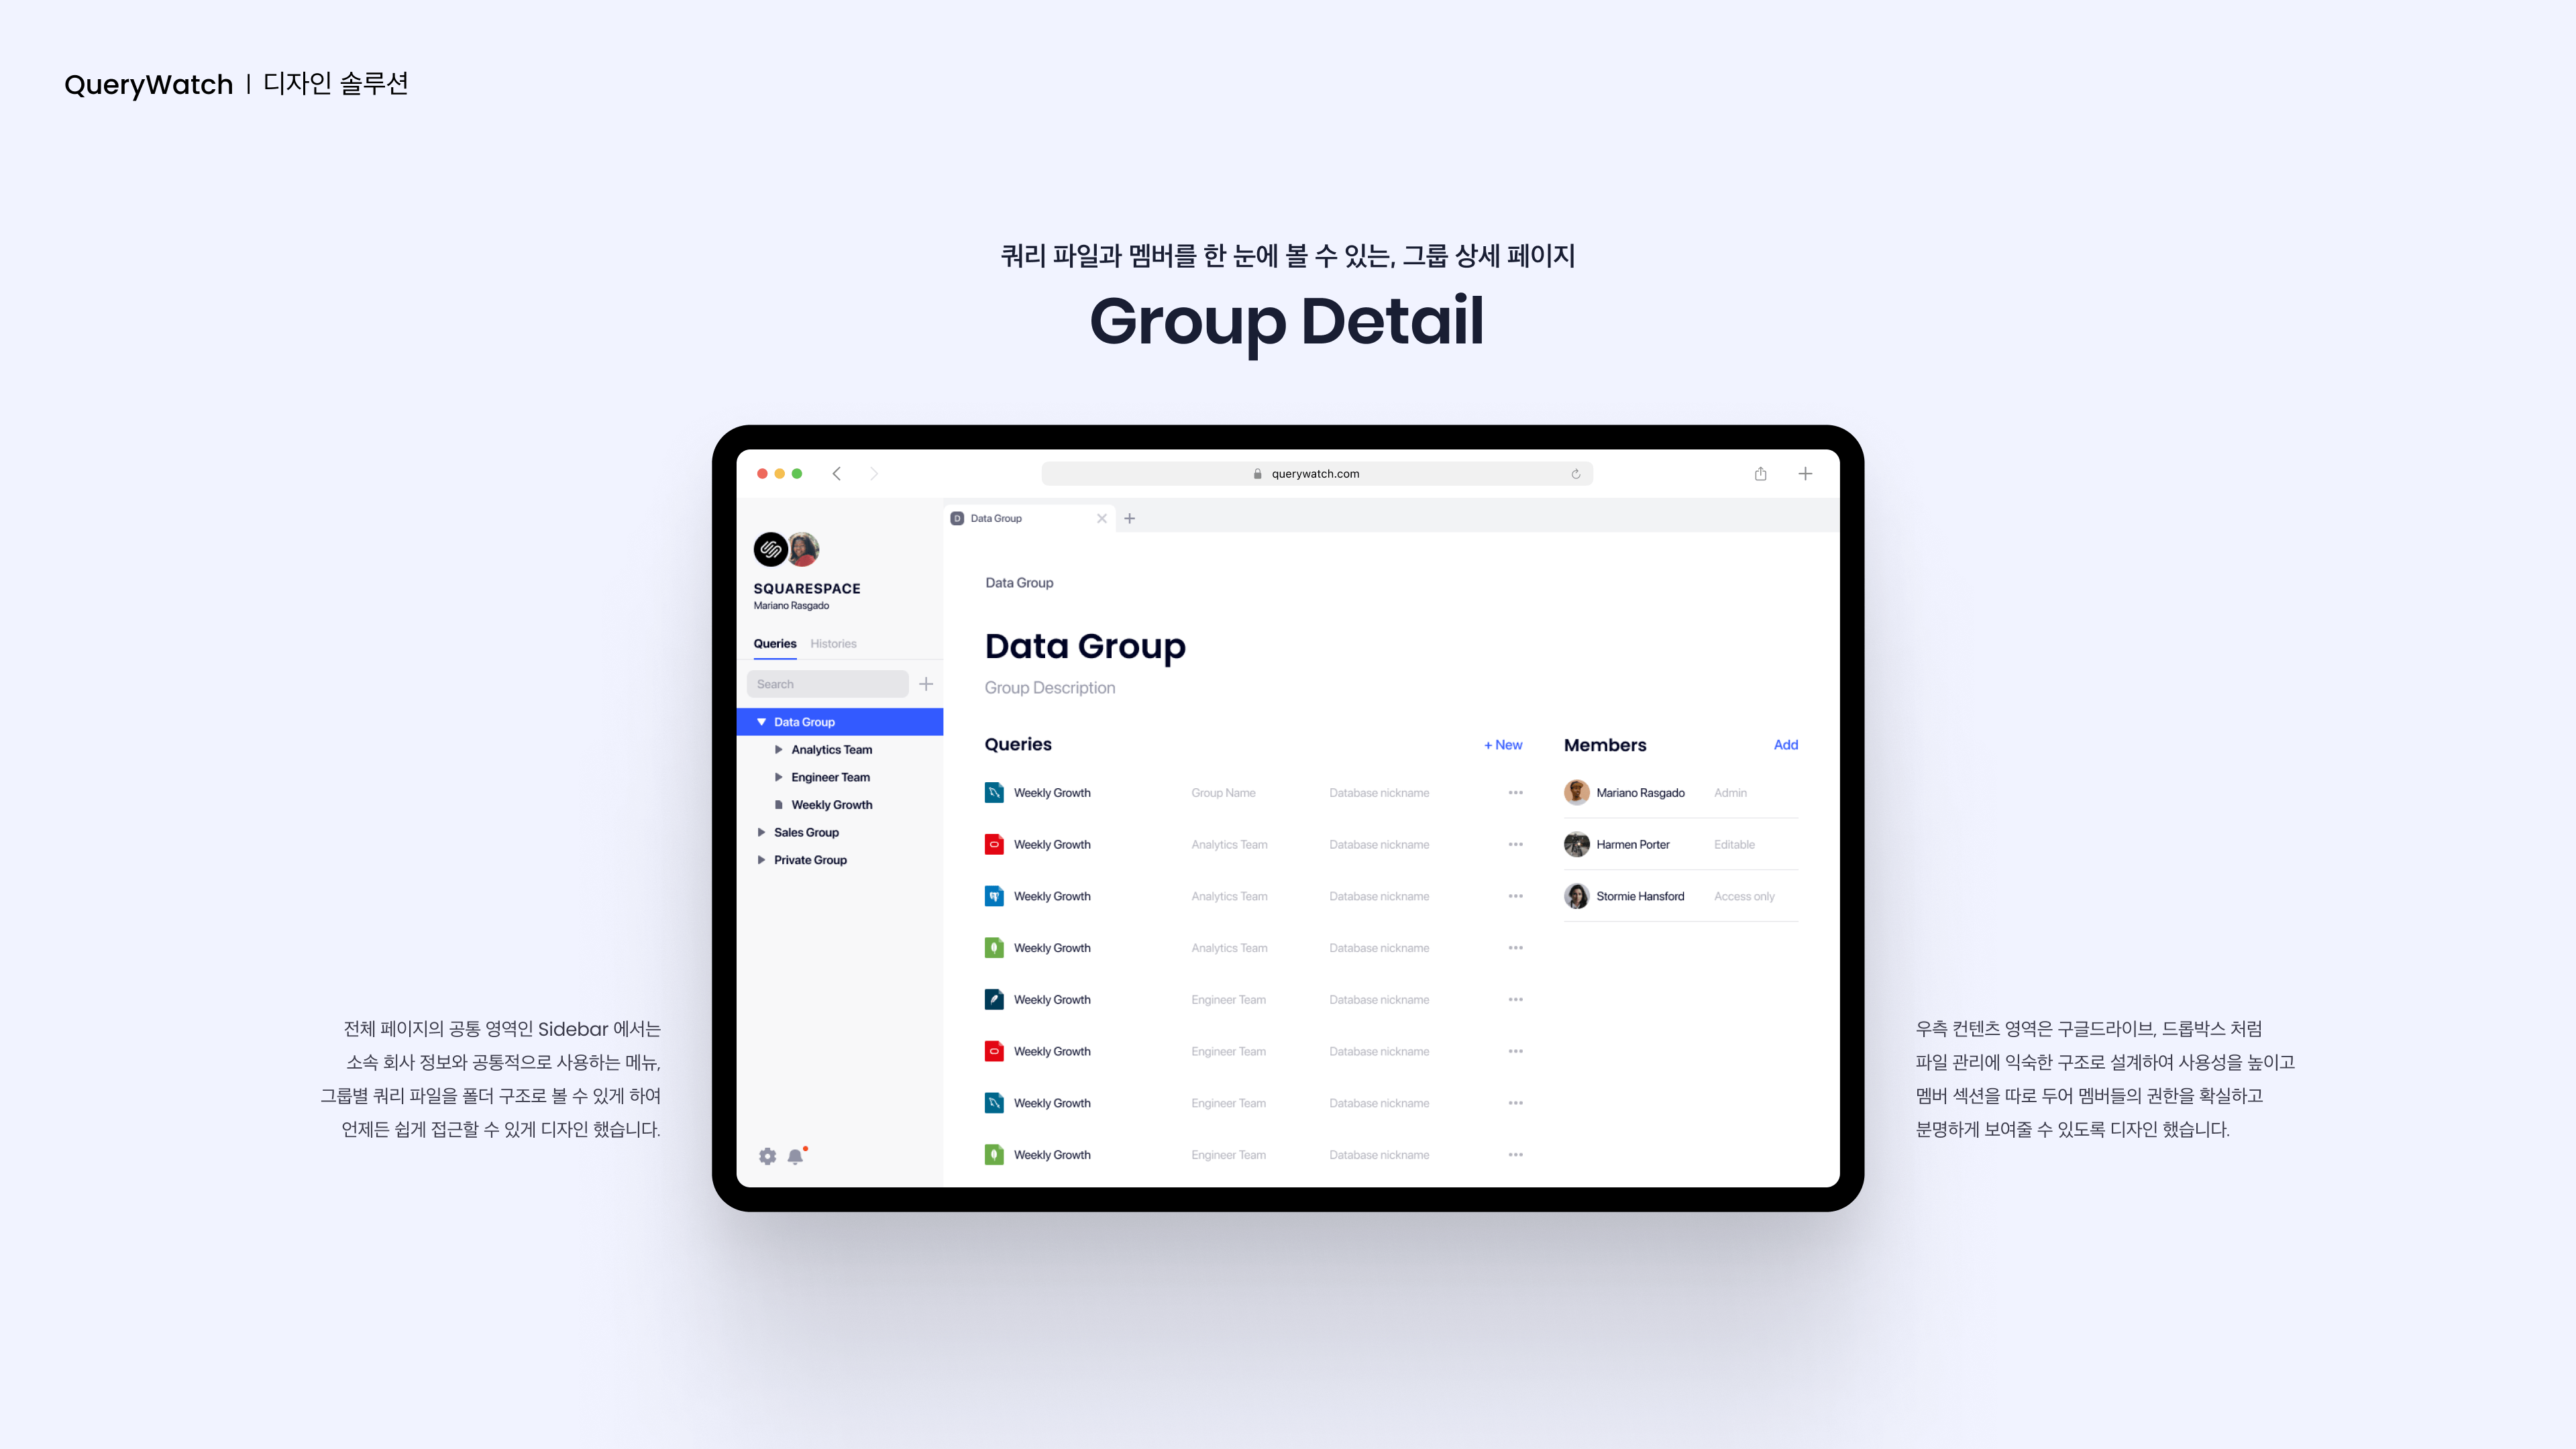 QueryWatch | 디자인 솔루션
쿼리 파일과 멤버를 한 눈에 볼 수 있는, 그룹 상세 페이지
Group Detail
querywatch.com
D Data Group
SQUARESPACE
Mariano Rasgado
Queries Histories
Search
Data Group
Analytics Team
Engineer Team
Weekly Growth
Sales Group
Private Group
Data Group
Data Group
Group Description
Queries + New
Weekly Growth Group Name Database nickname
Weekly Growth Analytics Team Database nickname
Weekly Growth Analytics Team Database nickname
Weekly Growth Analytics Team Database nickname
Weekly Growth Engineer Team Database nickname
Weekly Growth Engineer Team Database nickname
Weekly Growth Engineer Team Database nickname
Weekly Growth Engineer Team Database nickname
Members Add
Mariano Rasgado Admin
Harmen Porter Editable
Stormie Hansford Access only
전체 페이지의 공통 영역인 Sidebar 에서는
소속 회사 정보와 공통적으로 사용하는 메뉴,
그룹별 쿼리 파일을 폴더 구조로 볼 수 있게 하여
언제든 쉽게 접근할 수 있게 디자인 했습니다.
우측 컨텐츠 영역은 구글드라이브, 드롭박스 처럼
파일 관리에 익숙한 구조로 설계하여 사용성을 높이고
멤버 섹션을 따로 두어 멤버들의 권한을 확실하고
분명하게 보여줄 수 있도록 디자인 했습니다.